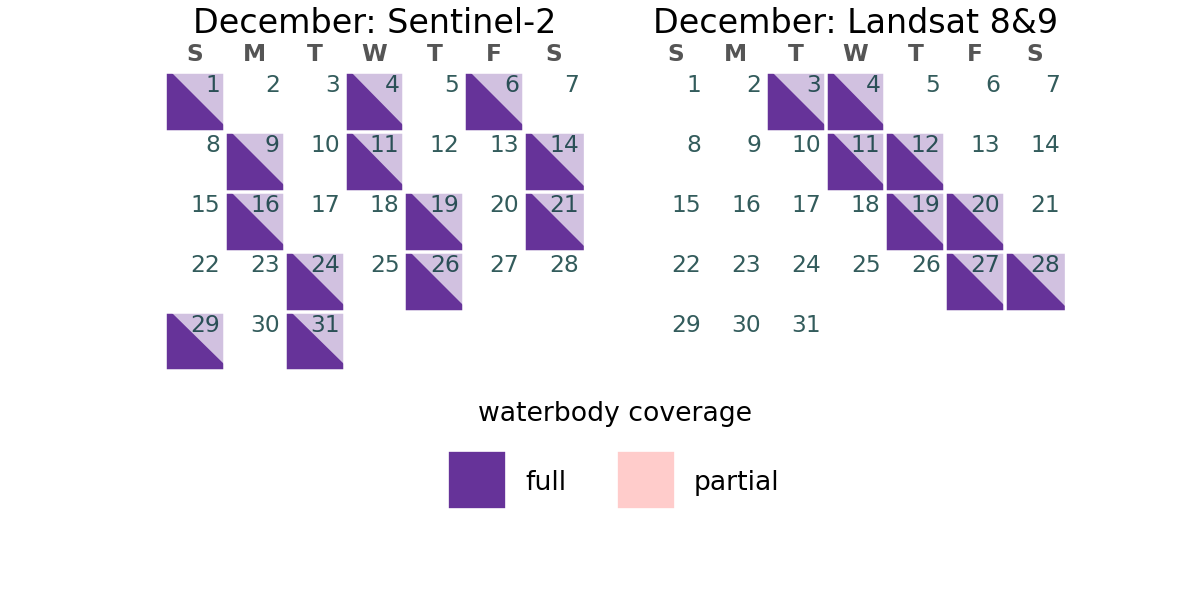 December: Sentinel-2
S M T W T F S
1 2 3 4 5 6 7
8 9 10 11 12 13 14
15 16 17 18 19 20 21
22 23 24 25 26 27 28
29 30 31
December: Landsat 8&9
S M T W T F S
1 2 3 4 5 6 7
8 9 10 11 12 13 14
15 16 17 18 19 20 21
22 23 24 25 26 27 28
29 30 31
waterbody coverage
full partial